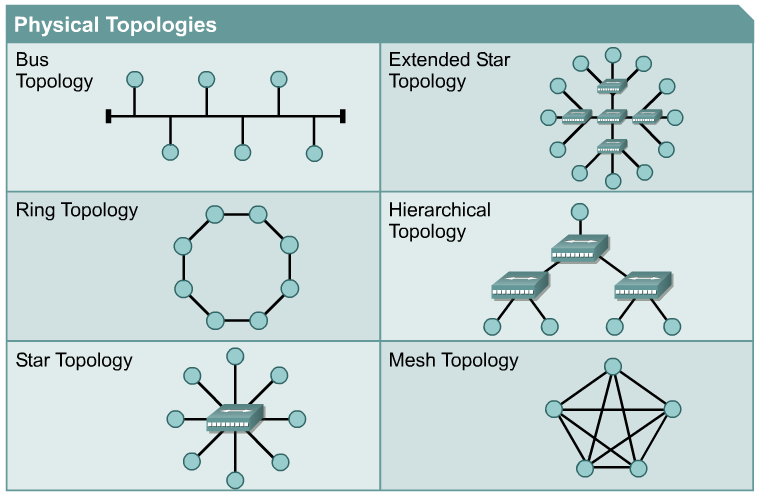 Physical Topologies
Bus
Topology
Extended Star
Topology
Ring Topology
Hierarchical
Topology
Star Topology
Mesh Topology